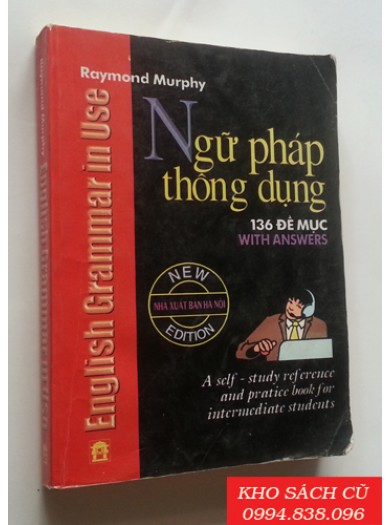 Raymond Murphy
English Grammar in Use
Ngữ pháp
thông dụng
136 ĐỀ MỤC
WITH ANSWERS
NEW
NHÀ XUẤT BẢN HÀ NỘI
EDITION
A self - study reference
and pratice book for
intermediate students
KHO SÁCH CŨ
0994.838.096